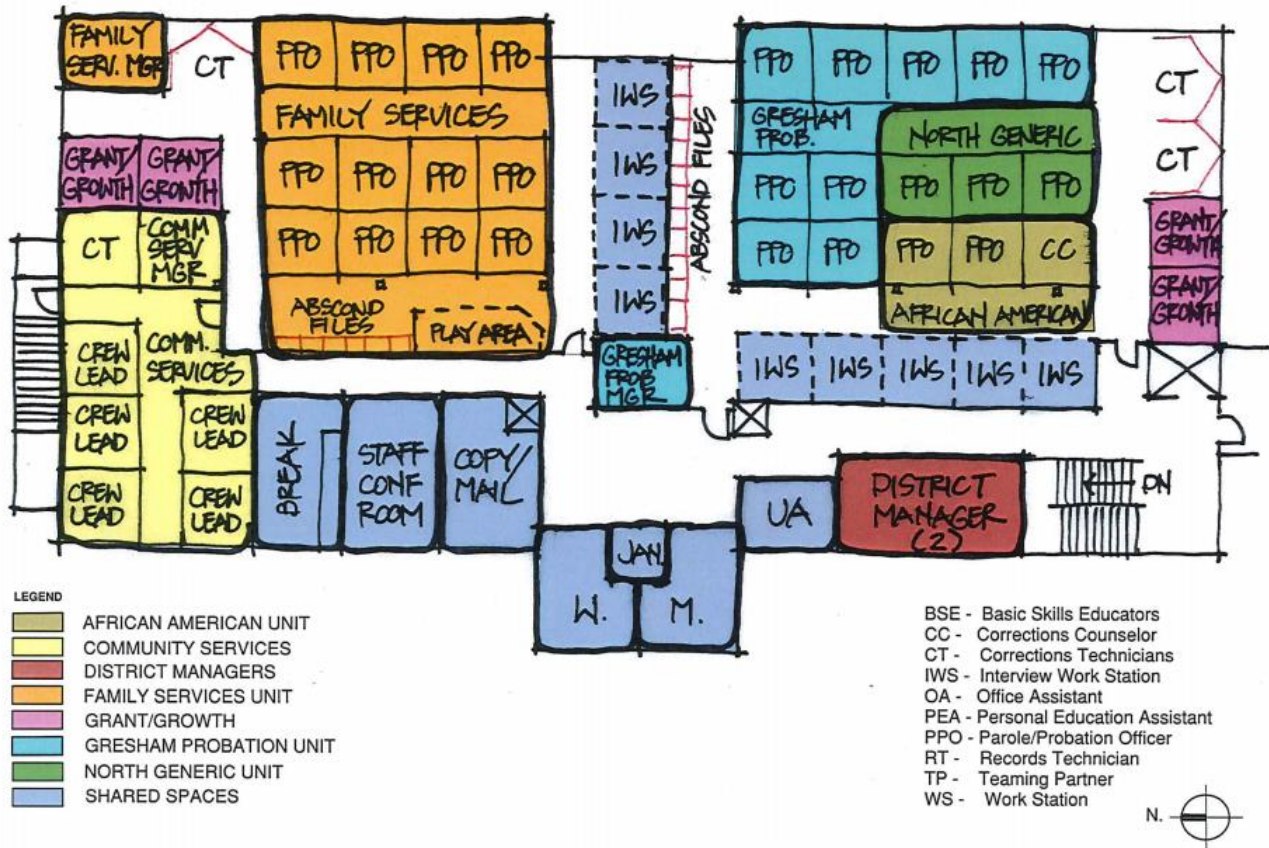 FAMILY
SERV. MGR
CT
PPO PPO PPO PPO
FAMILY SERVICES
PPO PPO PPO PPO
PPO PPO PPO PPO
ABSCOND
FILES
PLAY AREA
GRANT/
GROWTH
GRANT/
GROWTH
CT
COMM
SERV
MGR
COMM.
SERVICES
CREW
LEAD
CREW
LEAD
CREW
LEAD
CREW
LEAD
CREW
LEAD
BREAK
STAFF
CONF
ROOM
COPY/
MAIL
IWS
IWS
IWS
IWS
ABSCOND FILES
GRESHAM
PROB
MGR
PPO PPO PPO PPO PPO
GRESHAM
PROB.
NORTH GENERIC
PPO PPO PPO PPO PPO
PPO PPO PPO PPO CC
AFRICAN AMERICAN
IWS IWS IWS IWS IWS
CT
CT
GRANT/
GROWTH
GRANT/
GROWTH
UA
DISTRICT
MANAGER
(2)
DN
JAN.
W. M.
LEGEND
AFRICAN AMERICAN UNIT
COMMUNITY SERVICES
DISTRICT MANAGERS
FAMILY SERVICES UNIT
GRANT/GROWTH
GRESHAM PROBATION UNIT
NORTH GENERIC UNIT
SHARED SPACES
BSE - Basic Skills Educators
CC - Corrections Counselor
CT - Corrections Technicians
IWS - Interview Work Station
OA - Office Assistant
PEA - Personal Education Assistant
PPO - Parole/Probation Officer
RT - Records Technician
TP - Teaming Partner
WS - Work Station
N.